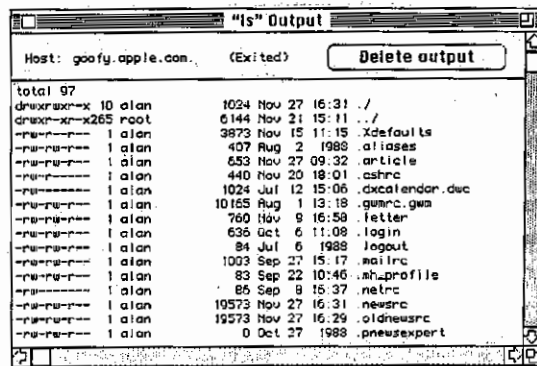 "ls" Output
Host: goofy.apple.com. (Exited) Delete output
total 97
drwxrwxr-x 10 alan 1024 Nov 27 16:31 ./
drwxr-xr-x265 root 6144 Nov 21 15:11 ../
-rw-r--r-- 1 alan 3873 Nov 15 11:15 .Xdefaults
-rw-rw-r-- 1 alan 407 Aug 2 1988 .aliases
-rw-rw-r-- 1 alan 653 Nov 27 09:32 .article
-rw-rw-r-- 1 alan 440 Nov 20 18:01 .cshrc
-rw------- 1 alan 1024 Jul 12 15:06 .dxcalendar.dwc
-rw-rw-r-- 1 alan 10165 Aug 1 13:18 .gwmrc.gwm
-rw-rw-r-- 1 alan 760 Nov 9 16:58 .letter
-rw-rw-r-- 1 alan 636 Oct 6 11:08 .login
-rw-rw-r-- 1 alan 84 Jul 6 1988 .logout
-rw-rw-r-- 1 alan 1003 Sep 27 15:17 .mailrc
-rw-rw-r-- 1 alan 83 Sep 22 10:46 .mh_profile
-rw------- 1 alan 86 Sep 8 16:37 .netrc
-rw-rw-r-- 1 alan 19573 Nov 27 16:31 .newsrc
-rw-rw-r-- 1 alan 19573 Nov 27 16:29 .oldnewsrc
-rw-rw-r-- 1 alan 0 Oct 27 1988 .pnewsexpert